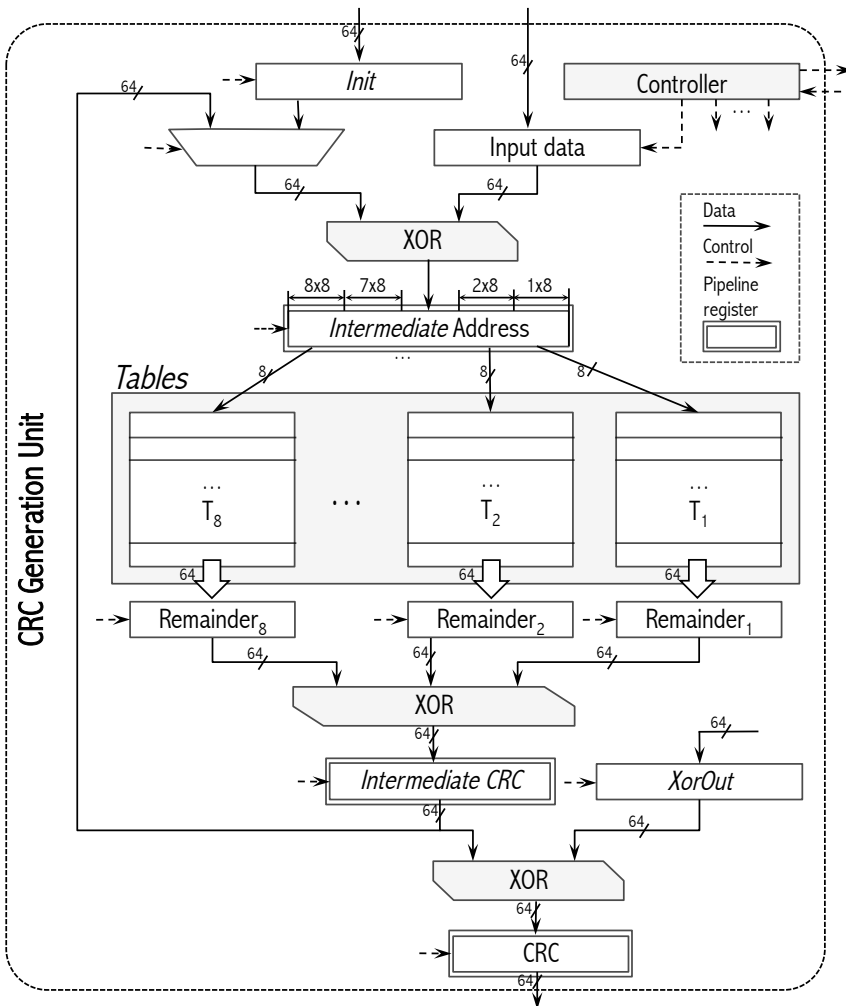 64
64
Init
Controller
64
...
Input data
64
64
XOR
Data
Control
Pipeline
register
8x8
7x8
2x8
1x8
Intermediate Address
...
8
8
8
Tables
CRC Generation Unit
...
T8
...
...
T2
...
T1
64
64
64
Remainder8
Remainder2
Remainder1
64
64
64
XOR
64
64
Intermediate CRC
XorOut
64
64
XOR
64
CRC
64